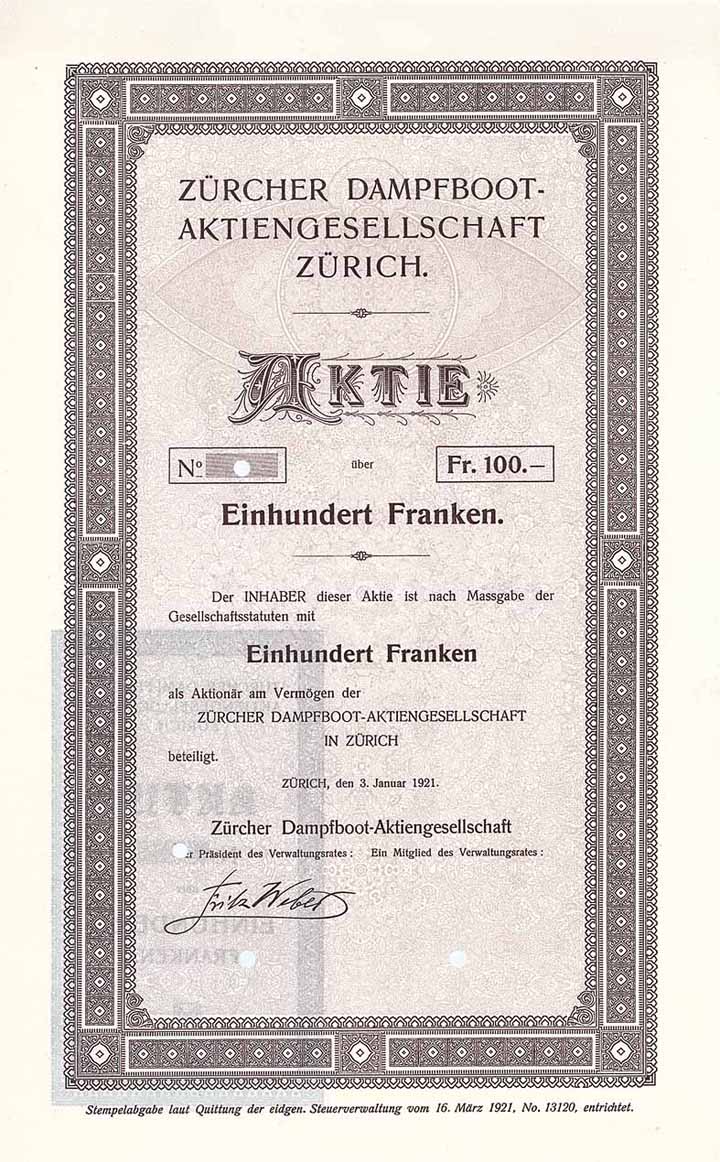 ZÜRCHER DAMPFBOOT-
AKTIENGESELLSCHAFT
ZÜRICH.
AKTIE
Nº
über
Fr. 100.–
Einhundert Franken.
Der INHABER dieser Aktie ist nach Massgabe der
Gesellschaftsstatuten mit
Einhundert Franken
als Aktionär am Vermögen der
ZÜRCHER DAMPFBOOT-AKTIENGESELLSCHAFT
IN ZÜRICH
beteiligt.
ZÜRICH, den 3. Januar 1921.
Zürcher Dampfboot-Aktiengesellschaft
Präsident des Verwaltungsrates : Ein Mitglied des Verwaltungsrates :
Fritz Weber
Stempelabgabe laut Quittung der eidgen. Steuerverwaltung vom 16. März 1921, No. 13120, entrichtet.